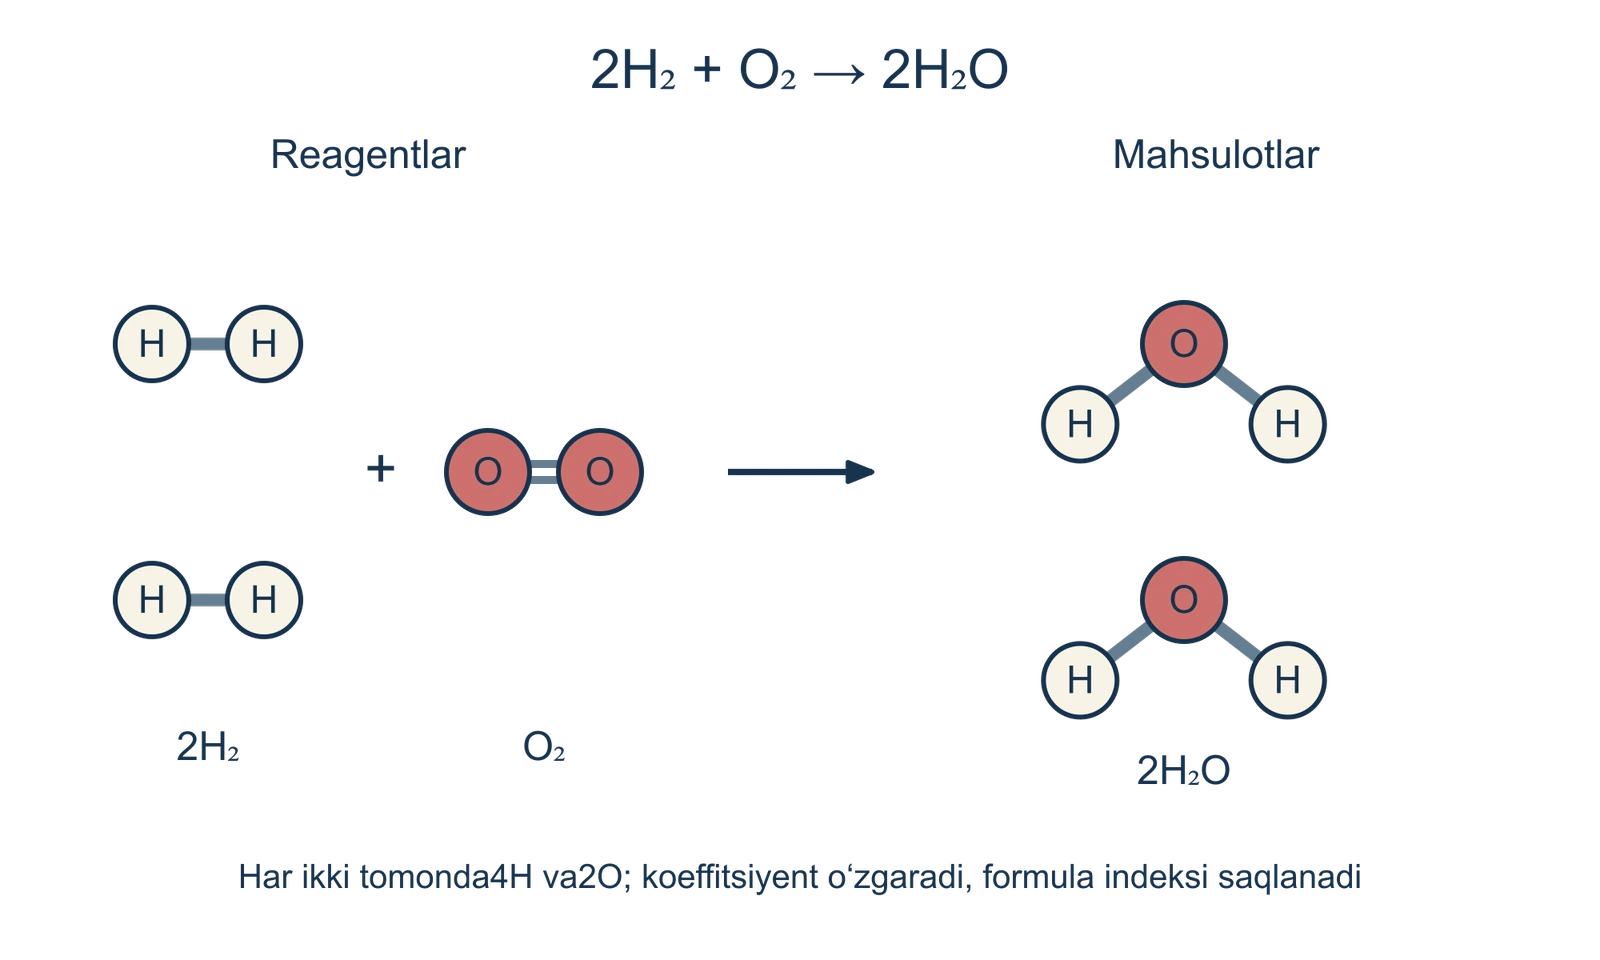 2H₂ + O₂ → 2H₂O
Reagentlar
Mahsulotlar
H H
O
H H
+ O O
H H
O
H H
2H₂
O₂
2H₂O
Har ikki tomonda4H va2O; koeffitsiyent o‘zgaradi, formula indeksi saqlanadi